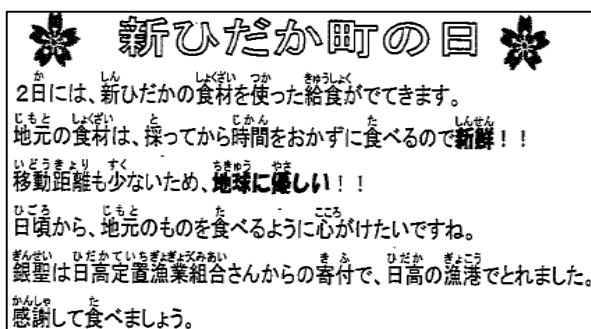 新ひだか町の日
2日には、新ひだかの食材を使った給食がでてきます。
地元の食材は、採ってから時間をおかずに食べるので新鮮！！
移動距離も少ないため、地球に優しい！！
日頃から、地元のものを食べるように心がけたいですね。
銀聖は日高定置漁業組合さんからの寄付で、日高の漁港でとれました。
感謝して食べましょう。